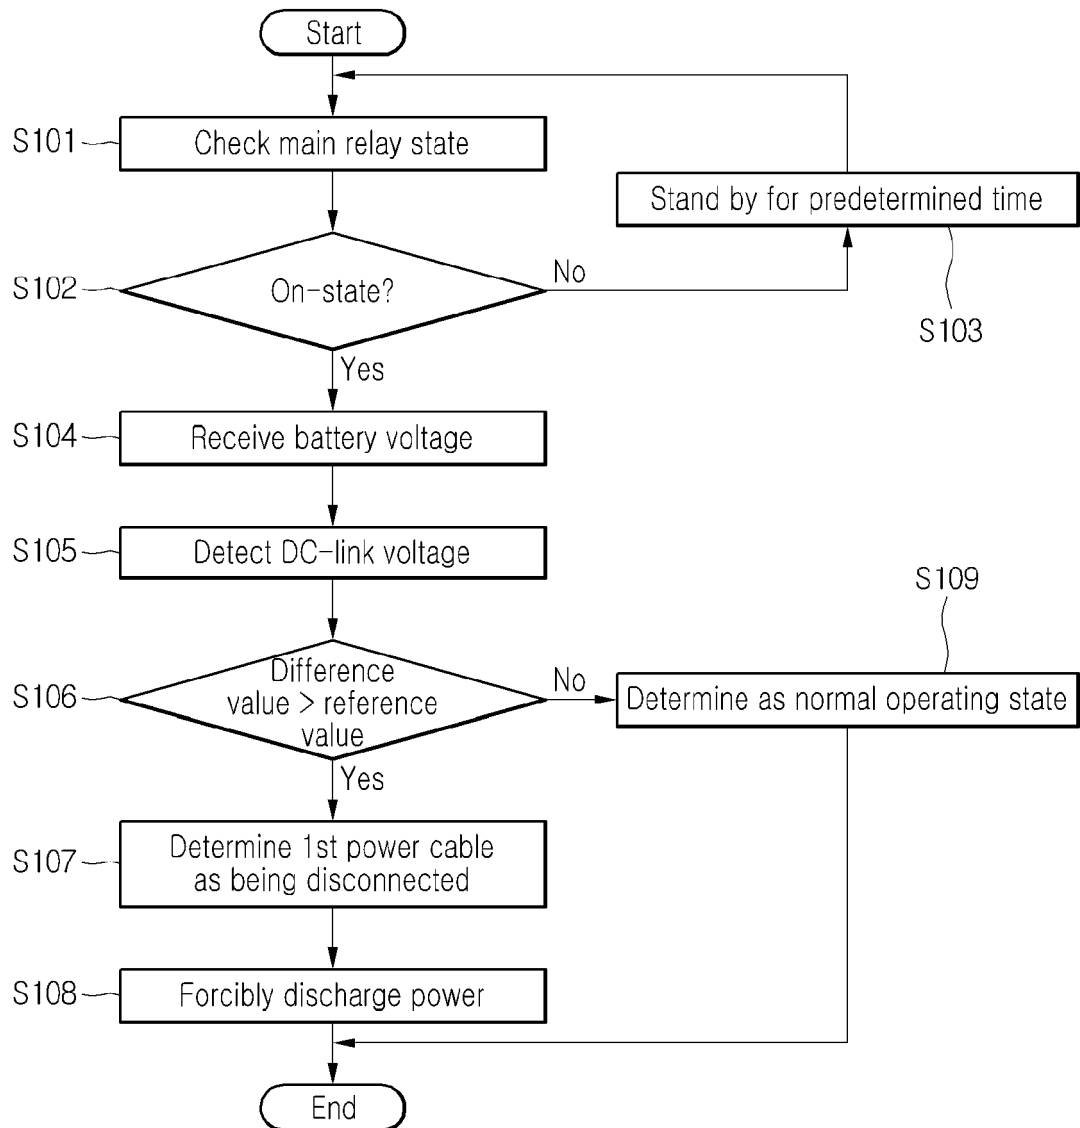 Start
S101
Check main relay state
Stand by for predetermined time
S102
On-state?
No
S103
Yes
S104
Receive battery voltage
S105
Detect DC-link voltage
S109
S106
Difference
value > reference
value
No
Determine as normal operating state
Yes
S107
Determine 1st power cable
as being disconnected
S108
Forcibly discharge power
End